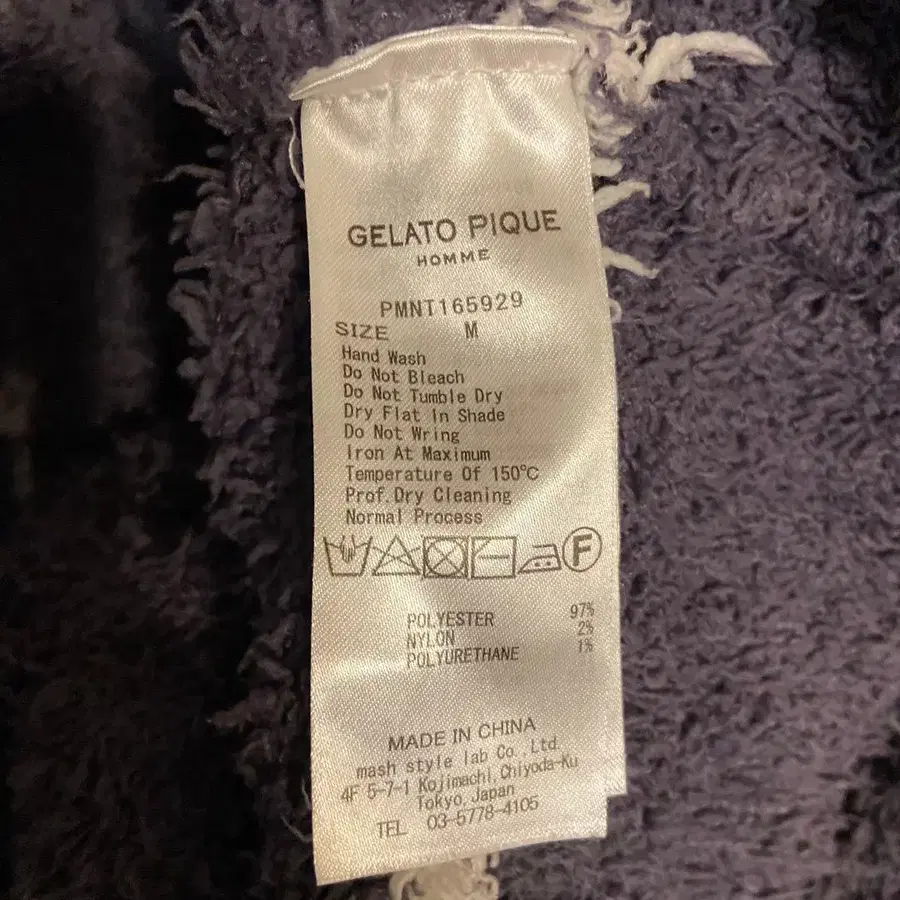 GELATO PIQUE
HOMME
PMNT165929
SIZE M
Hand Wash
Do Not Bleach
Do Not Tumble Dry
Dry Flat In Shade
Do Not Wring
Iron At Maximum
Temperature Of 150℃
Prof.Dry Cleaning
Normal Process
F
POLYESTER 97%
NYLON 2%
POLYURETHANE 1%
MADE IN CHINA
mash style lab Co., Ltd.
4F 5-7-1 Kojimachi, Chiyoda-Ku
Tokyo, Japan
TEL 03-5778-4105